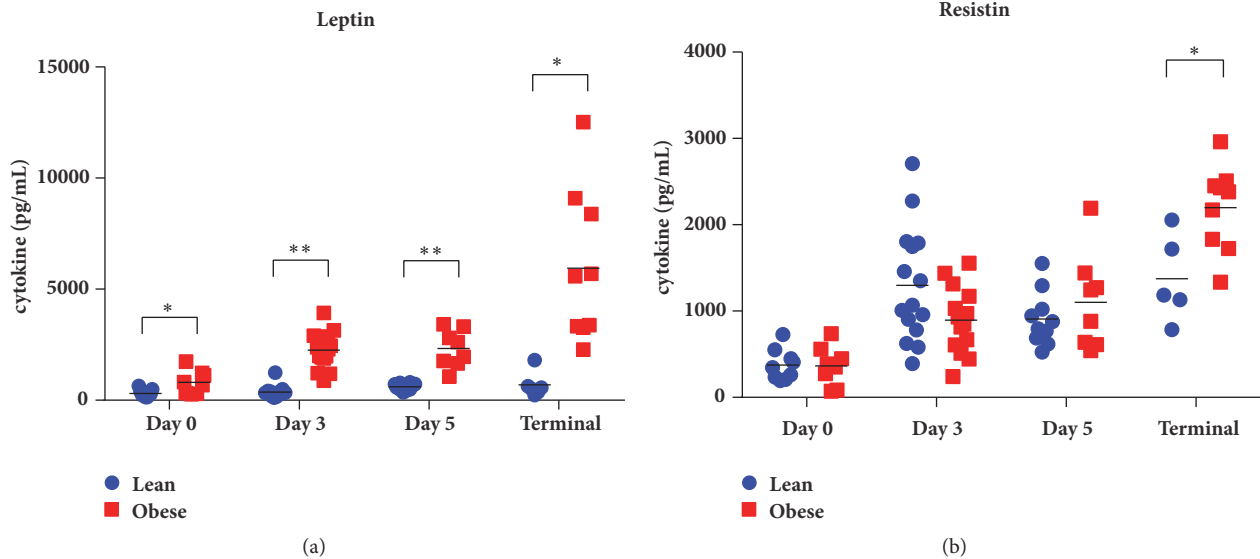 Leptin
cytokine (pg/mL)
15000
10000
5000
0
*
**
**
*
Day 0
Day 3
Day 5
Terminal
Lean
Obese
(a)
Resistin
cytokine (pg/mL)
4000
3000
2000
1000
0
*
Day 0
Day 3
Day 5
Terminal
Lean
Obese
(b)